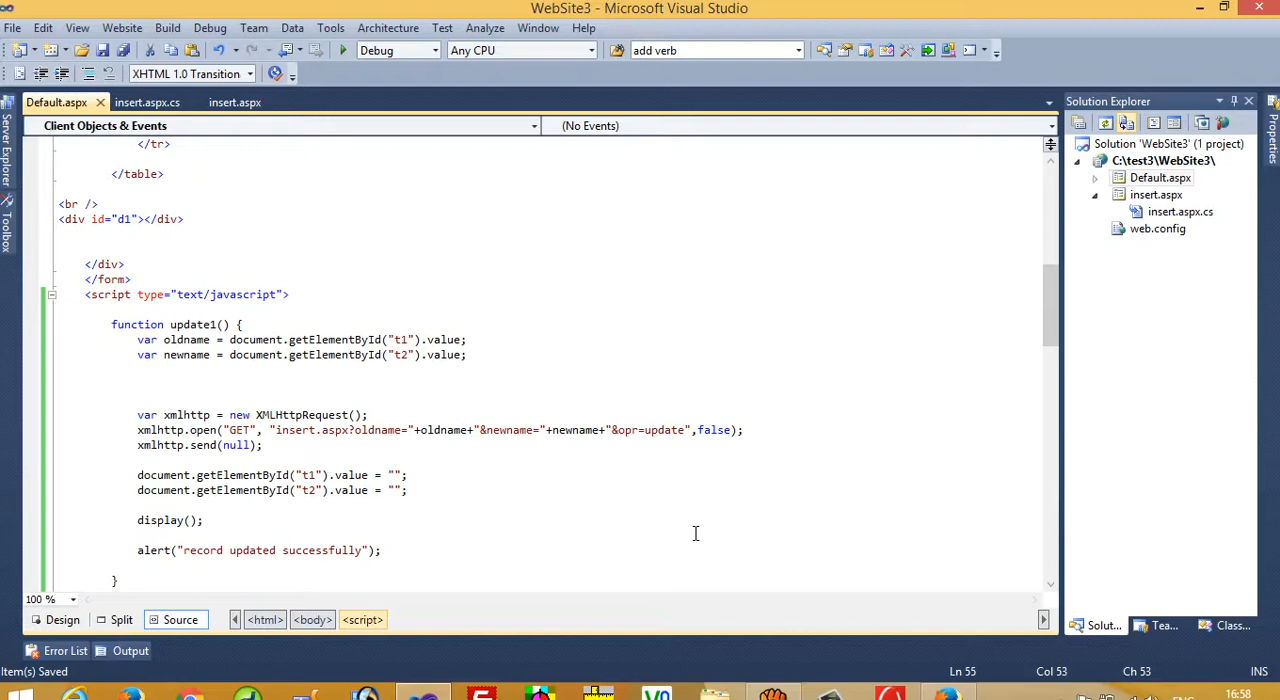 WebSite3 - Microsoft Visual Studio
File Edit View Website Build Debug Team Data Tools Architecture Test Analyze Window Help
Debug Any CPU add verb
XHTML 1.0 Transition
Default.aspx insert.aspx.cs insert.aspx
Client Objects & Events (No Events)
</tr>
</table>
<br />
<div id="d1"></div>
</div>
</form>
<script type="text/javascript">
function update1() {
var oldname = document.getElementById("t1").value;
var newname = document.getElementById("t2").value;
var xmlhttp = new XMLHttpRequest();
xmlhttp.open("GET", "insert.aspx?oldname="+oldname+"&newname="+newname+"&opr=update",false);
xmlhttp.send(null);
document.getElementById("t1").value = "";
document.getElementById("t2").value = "";
display();
alert("record updated successfully");
}
100 %
Design Split Source <html> <body> <script>
Error List Output
Item(s) Saved Ln 55 Col 53 Ch 53 INS
Server Explorer
Toolbox
Solution Explorer
Solution 'WebSite3' (1 project)
C:\test3\WebSite3\
Default.aspx
insert.aspx
insert.aspx.cs
web.config
Solut... Tea... Class...
Properties
16:58